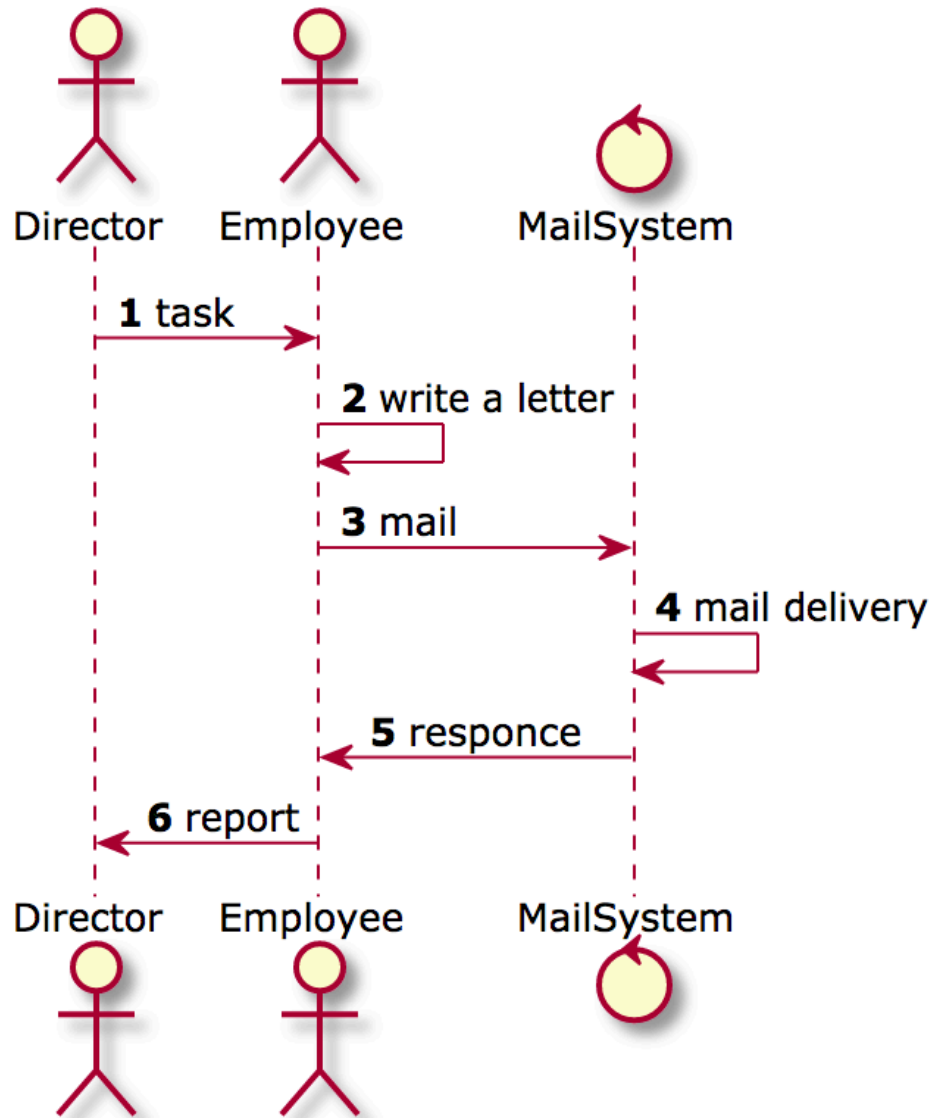 Director Employee MailSystem
1 task
2 write a letter
3 mail
4 mail delivery
5 responce
6 report
Director Employee MailSystem